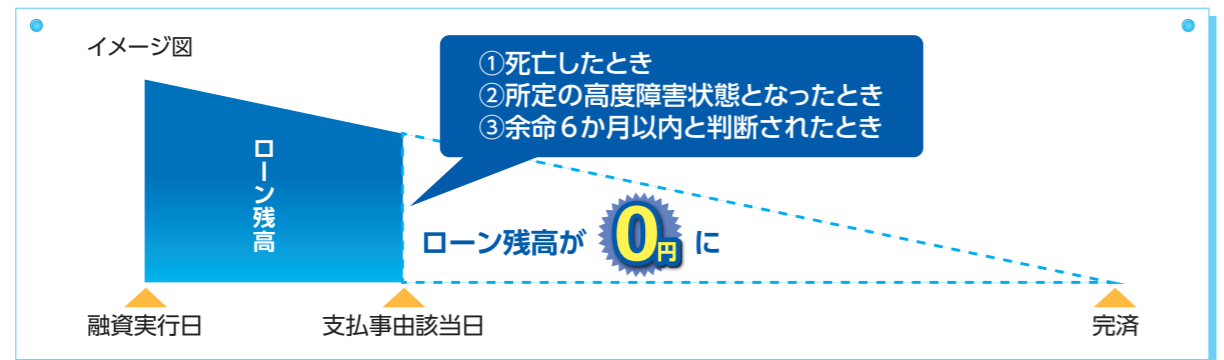 イメージ図
①死亡したとき
②所定の高度障害状態となったとき
③余命6か月以内と判断されたとき
ローン残高
ローン残高が0円に
融資実行日
支払事由該当日
完済